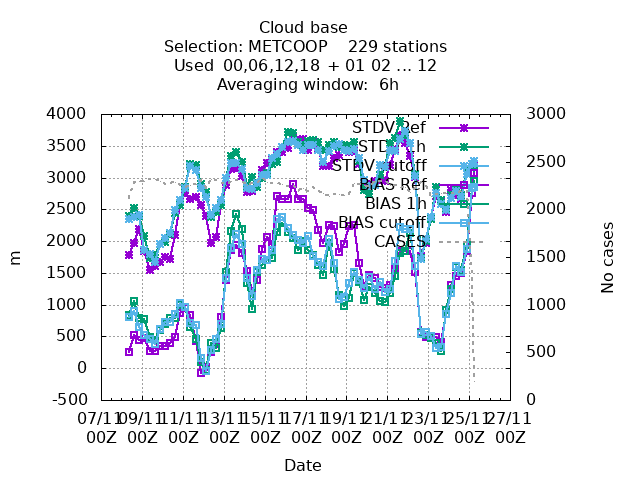 Cloud base
Selection: METCOOP 229 stations
Used 00,06,12,18 + 01 02 ... 12
Averaging window: 6h
4000
3500
3000
2500
2000
1500
1000
500
0
-500
m
3000
2500
2000
1500
1000
500
0
No cases
STDV Ref
STDV 1h
STDV cutoff
BIAS Ref
BIAS 1h
BIAS cutoff
CASES
07/11 09/11 11/11 13/11 15/11 17/11 19/11 21/11 23/11 25/11 27/11
00Z 00Z 00Z 00Z 00Z 00Z 00Z 00Z 00Z 00Z 00Z
Date